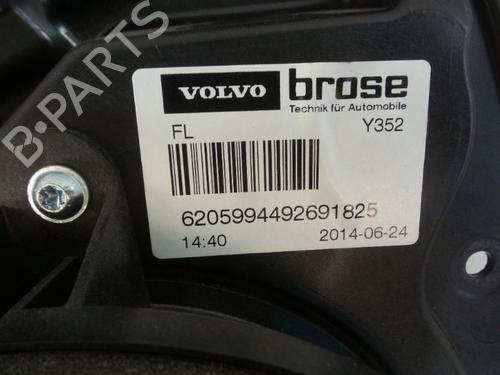 B-PARTS
VOLVO
brose
Technik für Automobile
FL
Y352
6205994492691825
14:40
2014-06-24